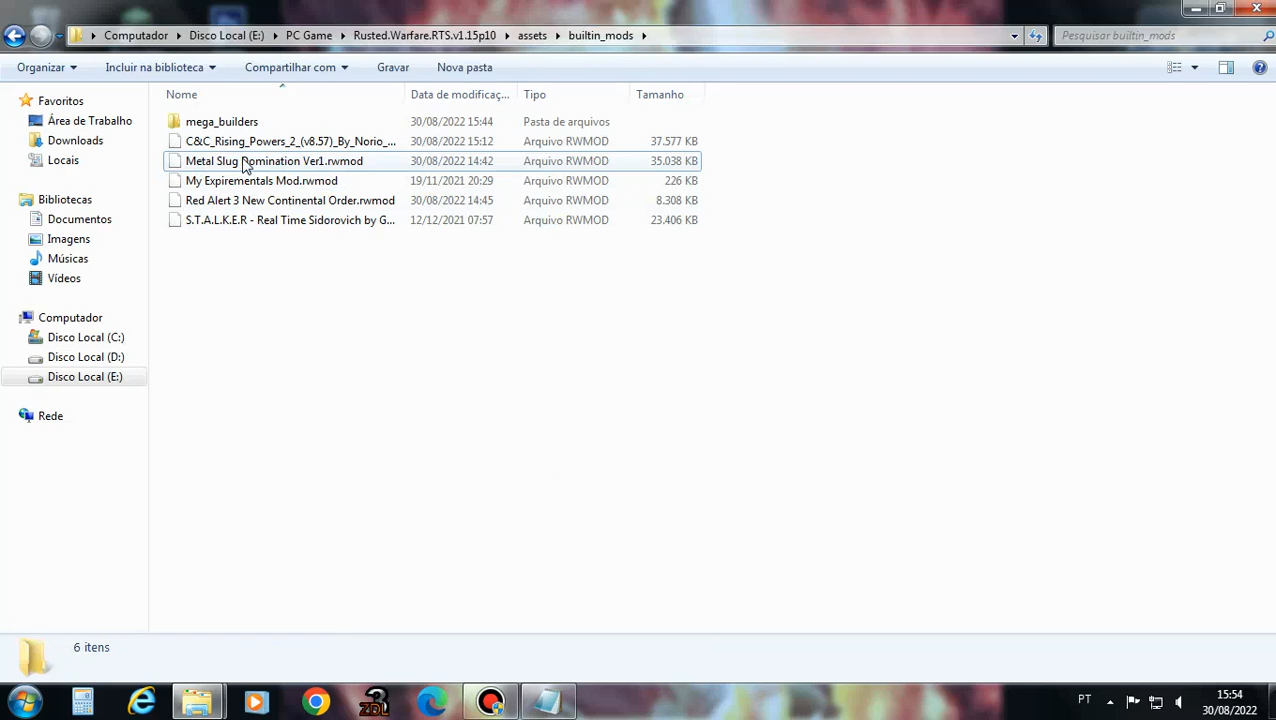 Computador ▸ Disco Local (E:) ▸ PC Game ▸ Rusted.Warfare.RTS.v1.15p10 ▸ assets ▸ builtin_mods ▸
Pesquisar builtin_mods
Organizar Incluir na biblioteca Compartilhar com Gravar Nova pasta
Favoritos
Área de Trabalho
Downloads
Locais
Bibliotecas
Documentos
Imagens
Músicas
Vídeos
Computador
Disco Local (C:)
Disco Local (D:)
Disco Local (E:)
Rede
Nome Data de modificaç... Tipo Tamanho
mega_builders 30/08/2022 15:44 Pasta de arquivos
C&C_Rising_Powers_2_(v8.57)_By_Norio_... 30/08/2022 15:12 Arquivo RWMOD 37.577 KB
Metal Slug Domination Ver1.rwmod 30/08/2022 14:42 Arquivo RWMOD 35.038 KB
My Expirementals Mod.rwmod 19/11/2021 20:29 Arquivo RWMOD 226 KB
Red Alert 3 New Continental Order.rwmod 30/08/2022 14:45 Arquivo RWMOD 8.308 KB
S.T.A.L.K.E.R - Real Time Sidorovich by G... 12/12/2021 07:57 Arquivo RWMOD 23.406 KB
6 itens
3
ZDL
PT
15:54
30/08/2022